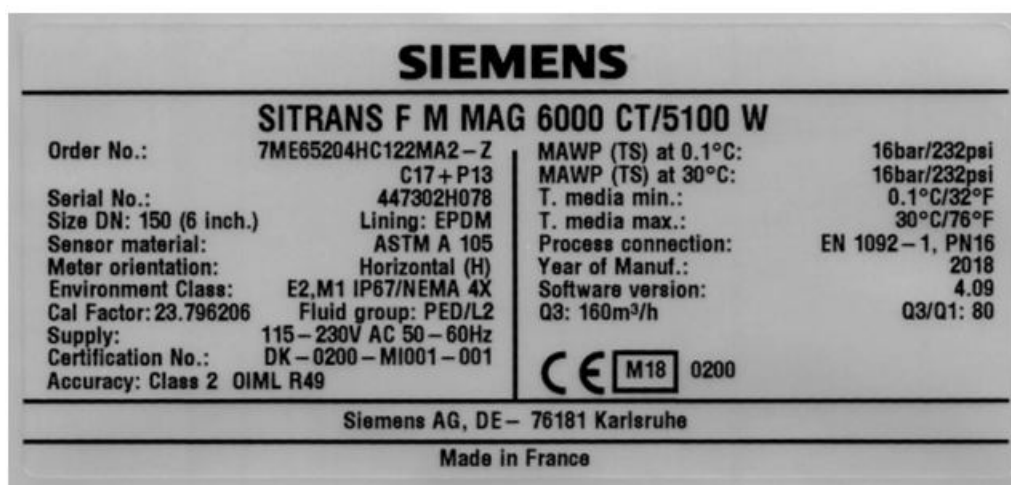 SIEMENS
SITRANS F M MAG 6000 CT/5100 W
Order No.: 7ME65204HC122MA2-Z
C17+P13
Serial No.: 447302H078
Size DN: 150 (6 inch.) Lining: EPDM
Sensor material: ASTM A 105
Meter orientation: Horizontal (H)
Environment Class: E2,M1 IP67/NEMA 4X
Cal Factor: 23.796206 Fluid group: PED/L2
Supply: 115-230V AC 50-60Hz
Certification No.: DK-0200-MI001-001
Accuracy: Class 2 OIML R49
MAWP (TS) at 0.1°C: 16bar/232psi
MAWP (TS) at 30°C: 16bar/232psi
T. media min.: 0.1°C/32°F
T. media max.: 30°C/76°F
Process connection: EN 1092-1, PN16
Year of Manuf.: 2018
Software version: 4.09
Q3: 160m³/h Q3/Q1: 80
CE M18 0200
Siemens AG, DE- 76181 Karlsruhe
Made in France